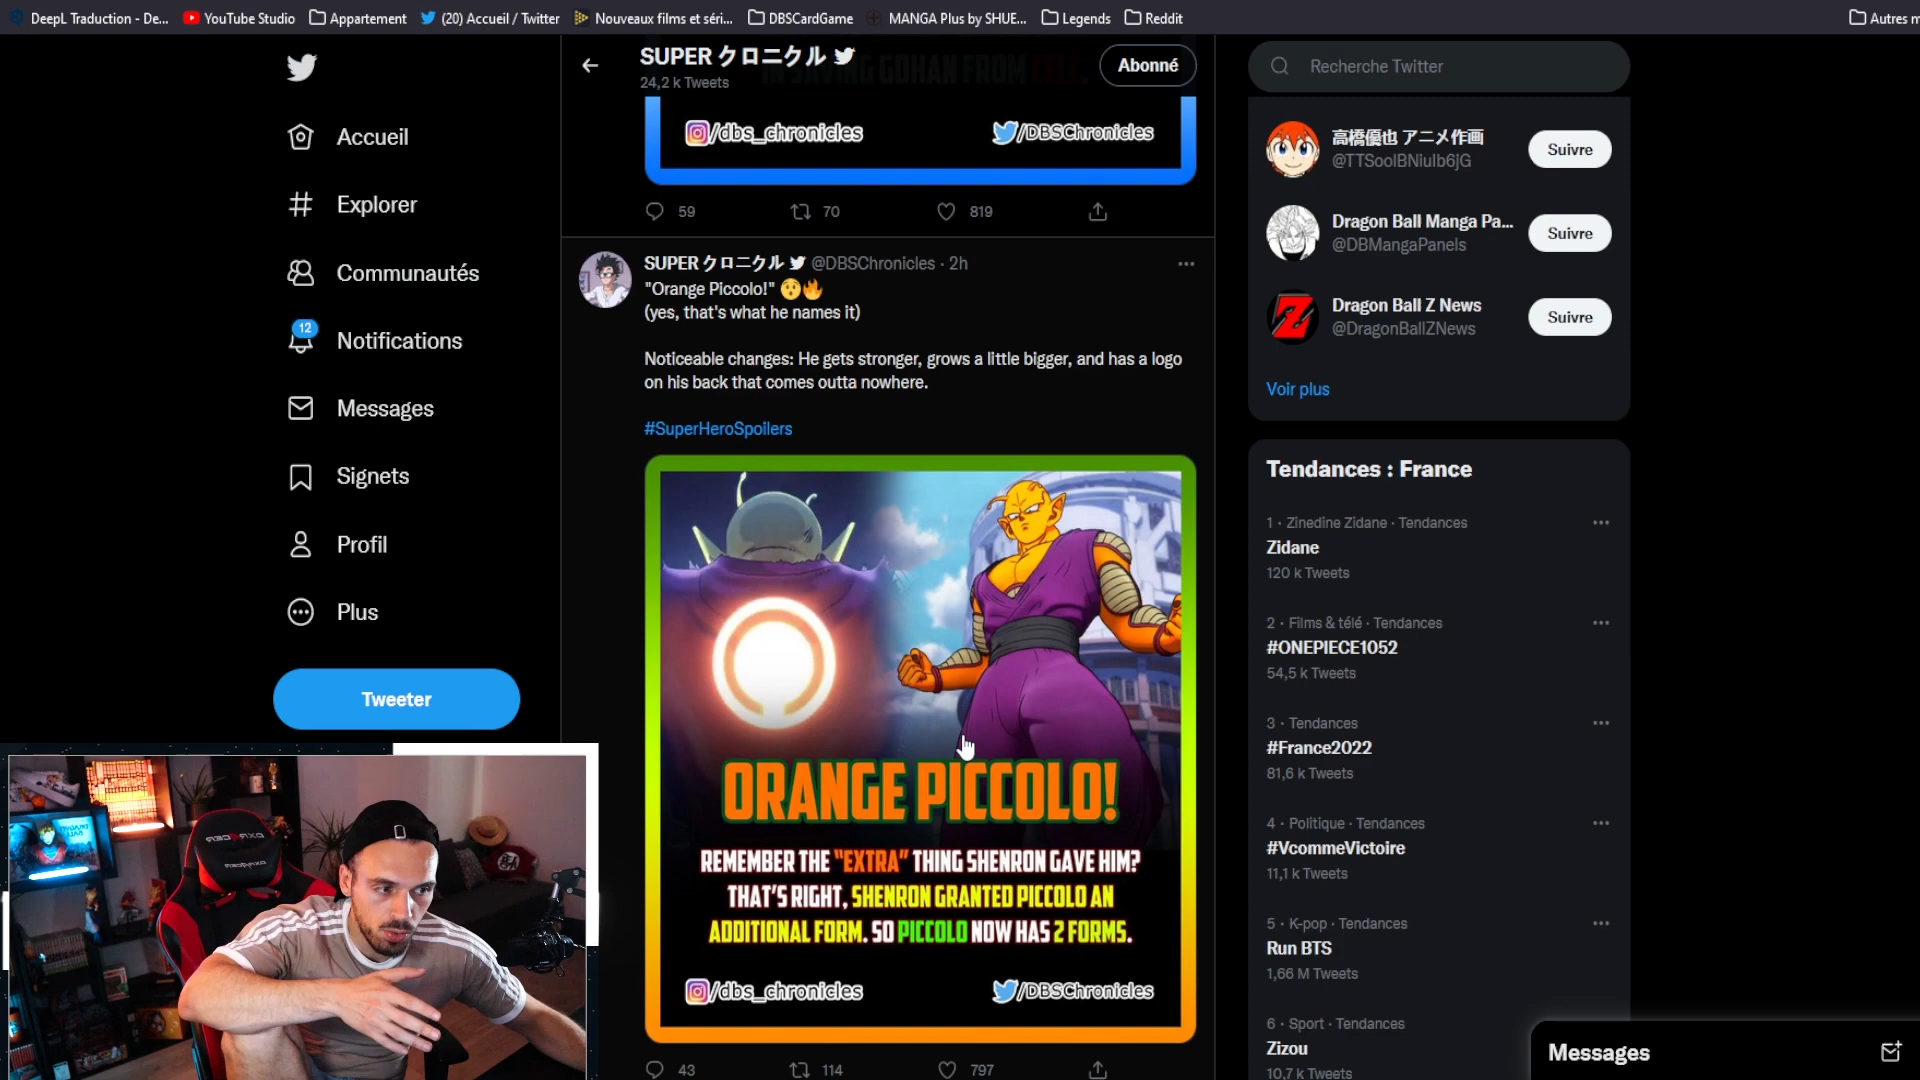 DeepL Traduction - De...
YouTube Studio
Appartement
(20) Accueil / Twitter
Nouveaux films et séri...
DBSCardGame
MANGA Plus by SHUE...
Legends
Reddit
Autres m
SUPER クロニクル
24,2 k Tweets
Abonné
Recherche Twitter
Accueil
Explorer
Communautés
12
Notifications
Messages
Signets
Profil
Plus
Tweeter
IN SAVING GOHAN FROM
/dbs_chronicles
/DBSChronicles
59
70
819
SUPER クロニクル @DBSChronicles · 2h
"Orange Piccolo!"
(yes, that's what he names it)
Noticeable changes: He gets stronger, grows a little bigger, and has a logo
on his back that comes outta nowhere.
#SuperHeroSpoilers
ORANGE PICCOLO!
REMEMBER THE "EXTRA" THING SHENRON GAVE HIM?
THAT'S RIGHT, SHENRON GRANTED PICCOLO AN
ADDITIONAL FORM. SO PICCOLO NOW HAS 2 FORMS.
/dbs_chronicles
/DBSChronicles
43
114
797
高橋優也 アニメ作画
@TTSoolBNiulb6jG
Suivre
Dragon Ball Manga Pa...
@DBMangaPanels
Suivre
Dragon Ball Z News
@DragonBallZNews
Suivre
Voir plus
Tendances : France
1 · Zinedine Zidane · Tendances
Zidane
120 k Tweets
2 · Films & télé · Tendances
#ONEPIECE1052
54,5 k Tweets
3 · Tendances
#France2022
81,6 k Tweets
4 · Politique · Tendances
#VcommeVictoire
11,1 k Tweets
5 · K-pop · Tendances
Run BTS
1,66 M Tweets
6 · Sport · Tendances
Zizou
10,7 k Tweets
Messages